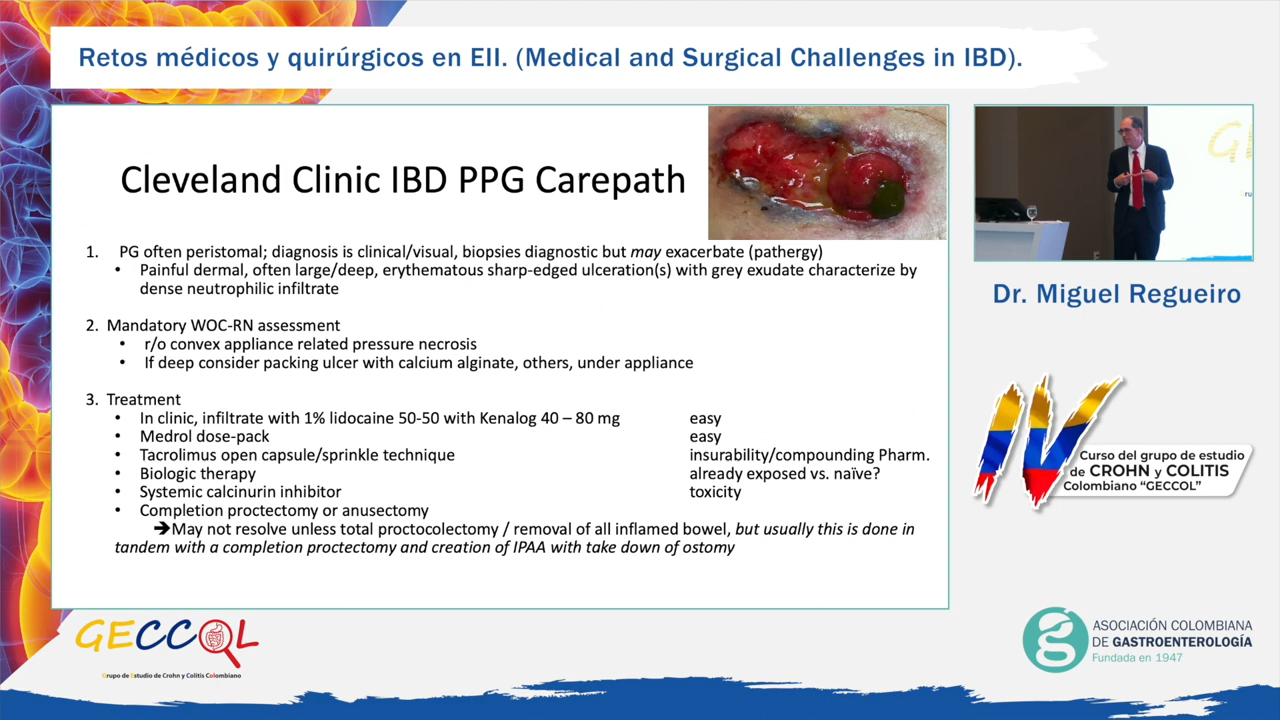 Retos médicos y quirúrgicos en EII. (Medical and Surgical Challenges in IBD).
Cleveland Clinic IBD PPG Carepath
1. PG often peristomal; diagnosis is clinical/visual, biopsies diagnostic but may exacerbate (pathergy)
• Painful dermal, often large/deep, erythematous sharp-edged ulceration(s) with grey exudate characterize by
dense neutrophilic infiltrate
2. Mandatory WOC-RN assessment
• r/o convex appliance related pressure necrosis
• If deep consider packing ulcer with calcium alginate, others, under appliance
3. Treatment
• In clinic, infiltrate with 1% lidocaine 50-50 with Kenalog 40 – 80 mg easy
• Medrol dose-pack easy
• Tacrolimus open capsule/sprinkle technique insurability/compounding Pharm.
• Biologic therapy already exposed vs. naïve?
• Systemic calcinurin inhibitor toxicity
• Completion proctectomy or anusectomy
➔May not resolve unless total proctocolectomy / removal of all inflamed bowel, but usually this is done in
tandem with a completion proctectomy and creation of IPAA with take down of ostomy
Dr. Miguel Regueiro
IV
Curso del grupo de estudio
de CROHN y COLITIS
Colombiano "GECCOL"
GECCOL
Grupo de Estudio de Crohn y Colitis Colombiano
ASOCIACIÓN COLOMBIANA
DE GASTROENTEROLOGÍA
Fundada en 1947